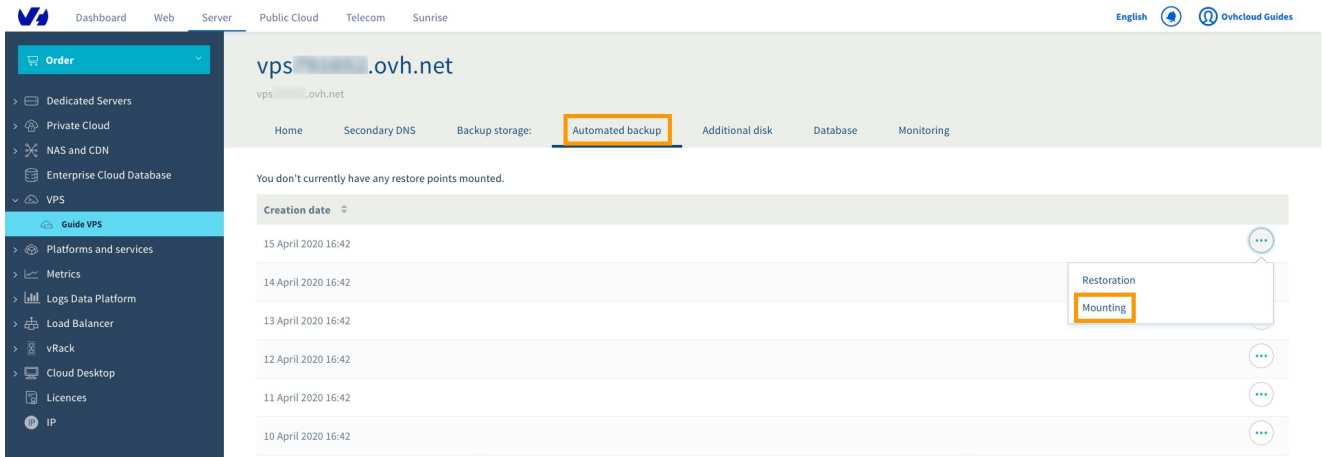 Dashboard Web Server Public Cloud Telecom Sunrise English Ovhcloud Guides
Order
Dedicated Servers
Private Cloud
NAS and CDN
Enterprise Cloud Database
VPS
Guide VPS
Platforms and services
Metrics
Logs Data Platform
Load Balancer
vRack
Cloud Desktop
Licences
IP IP
vps .ovh.net
vps .ovh.net
Home Secondary DNS Backup storage: Automated backup Additional disk Database Monitoring
You don't currently have any restore points mounted.
Creation date
15 April 2020 16:42
14 April 2020 16:42
13 April 2020 16:42
12 April 2020 16:42
11 April 2020 16:42
10 April 2020 16:42
Restoration
Mounting